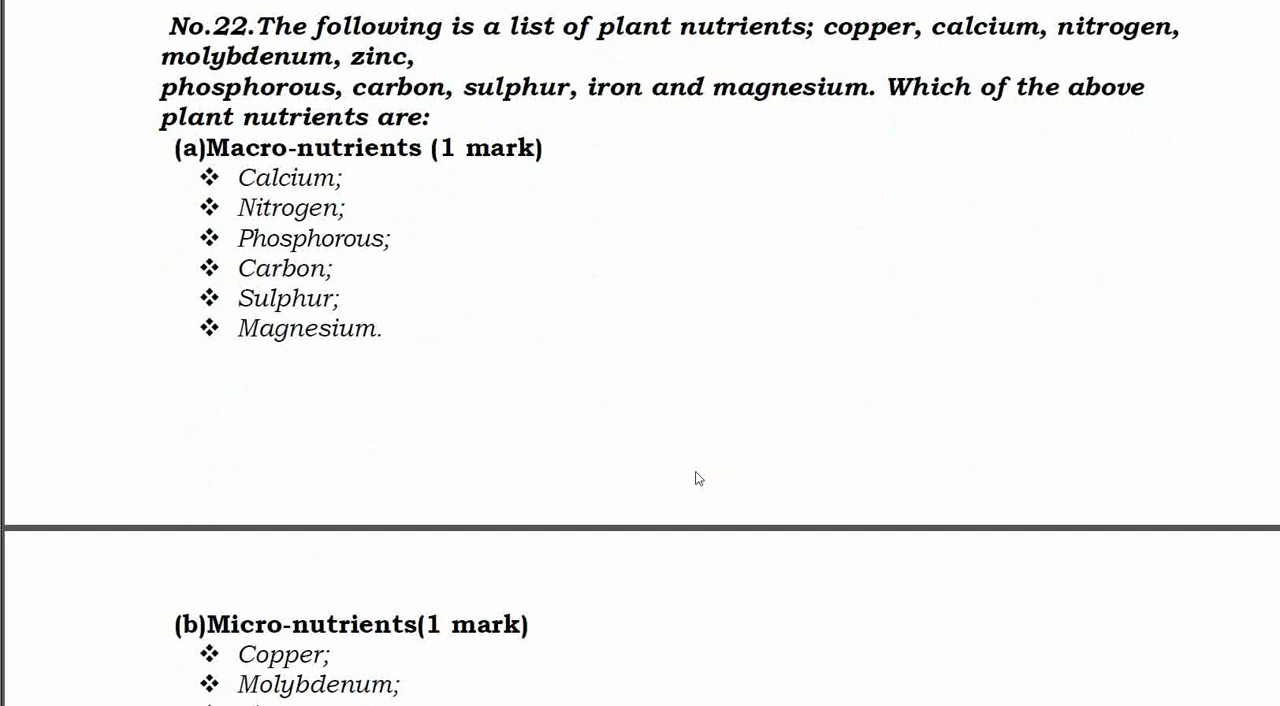 No.22.The following is a list of plant nutrients; copper, calcium, nitrogen,
molybdenum, zinc,
phosphorous, carbon, sulphur, iron and magnesium. Which of the above
plant nutrients are:
(a)Macro-nutrients (1 mark)
❖ Calcium;
❖ Nitrogen;
❖ Phosphorous;
❖ Carbon;
❖ Sulphur;
❖ Magnesium.
(b)Micro-nutrients(1 mark)
❖ Copper;
❖ Molybdenum;